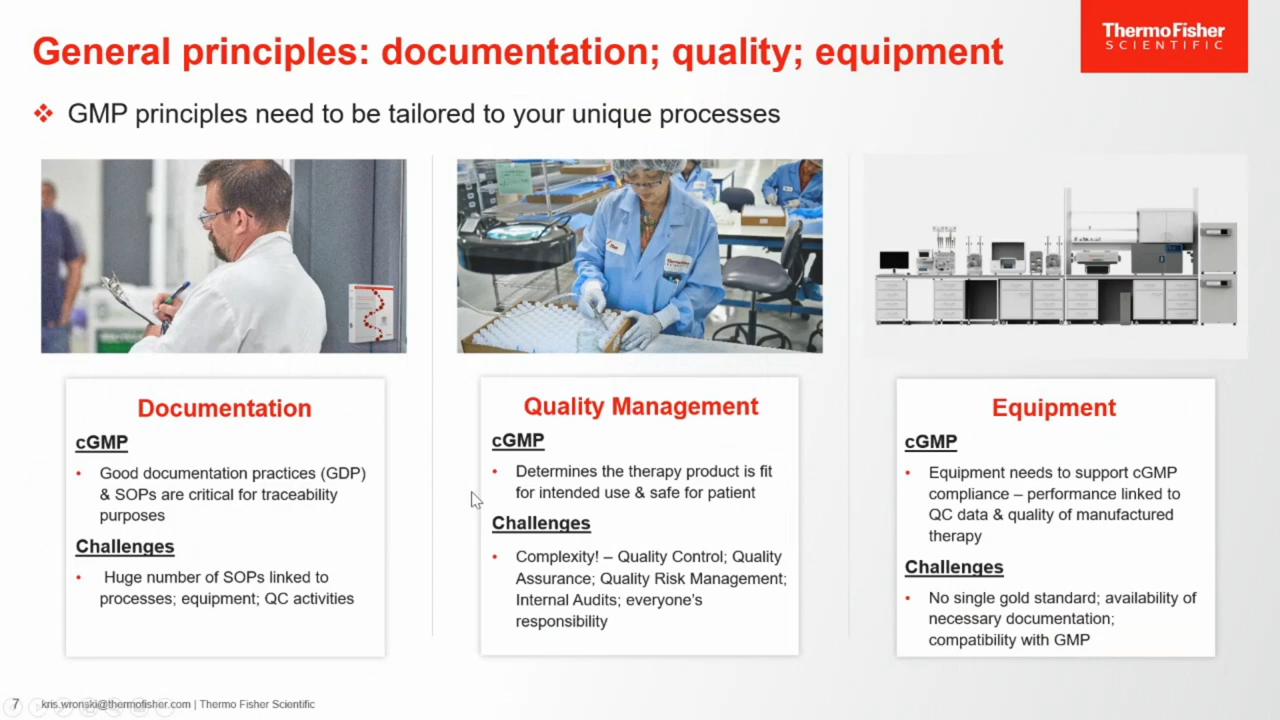 General principles: documentation; quality; equipment
ThermoFisher
SCIENTIFIC
❖ GMP principles need to be tailored to your unique processes
Documentation
cGMP
• Good documentation practices (GDP)
& SOPs are critical for traceability
purposes
Challenges
• Huge number of SOPs linked to
processes; equipment; QC activities
Quality Management
cGMP
• Determines the therapy product is fit
for intended use & safe for patient
Challenges
• Complexity! – Quality Control; Quality
Assurance; Quality Risk Management;
Internal Audits; everyone's
responsibility
Equipment
cGMP
• Equipment needs to support cGMP
compliance – performance linked to
QC data & quality of manufactured
therapy
Challenges
• No single gold standard; availability of
necessary documentation;
compatibility with GMP
7 kris.wronski@thermofisher.com | Thermo Fisher Scientific